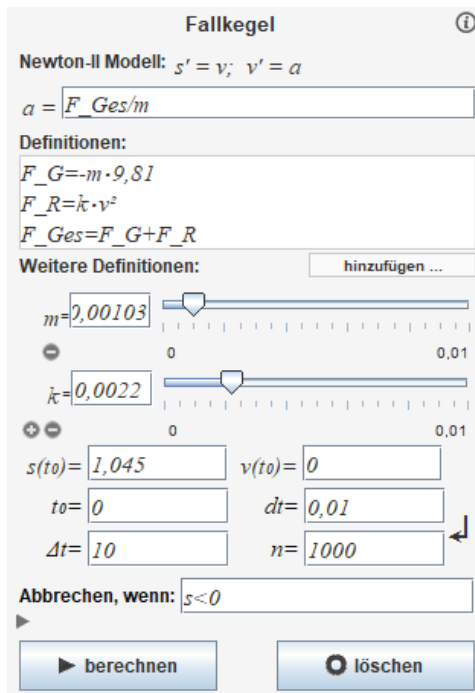 Fallkegel
Newton-II Modell: s' = v; v' = a
a = F_Ges/m
Definitionen:
F_G=-m·9,81
F_R=k·v²
F_Ges=F_G+F_R
Weitere Definitionen: hinzufügen ...
m= 0,00103
0 0,01
k= 0,0022
0 0,01
s(t₀)= 1,045 v(t₀)= 0
t₀= 0 dt= 0,01
Δt= 10 n= 1000
Abbrechen, wenn: s<0
berechnen löschen